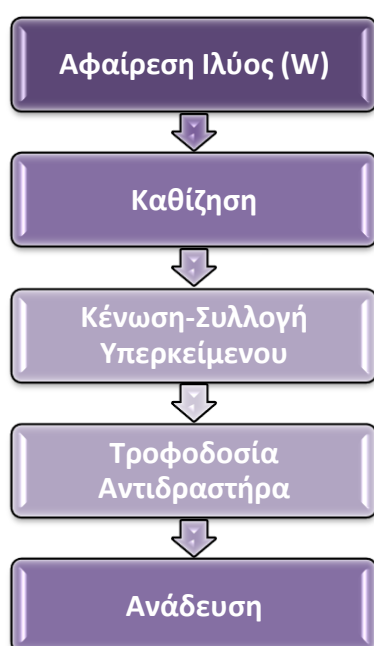 Αφαίρεση Ιλύος (W)
Καθίζηση
Κένωση-Συλλογή
Υπερκείμενου
Τροφοδοσία
Αντιδραστήρα
Ανάδευση